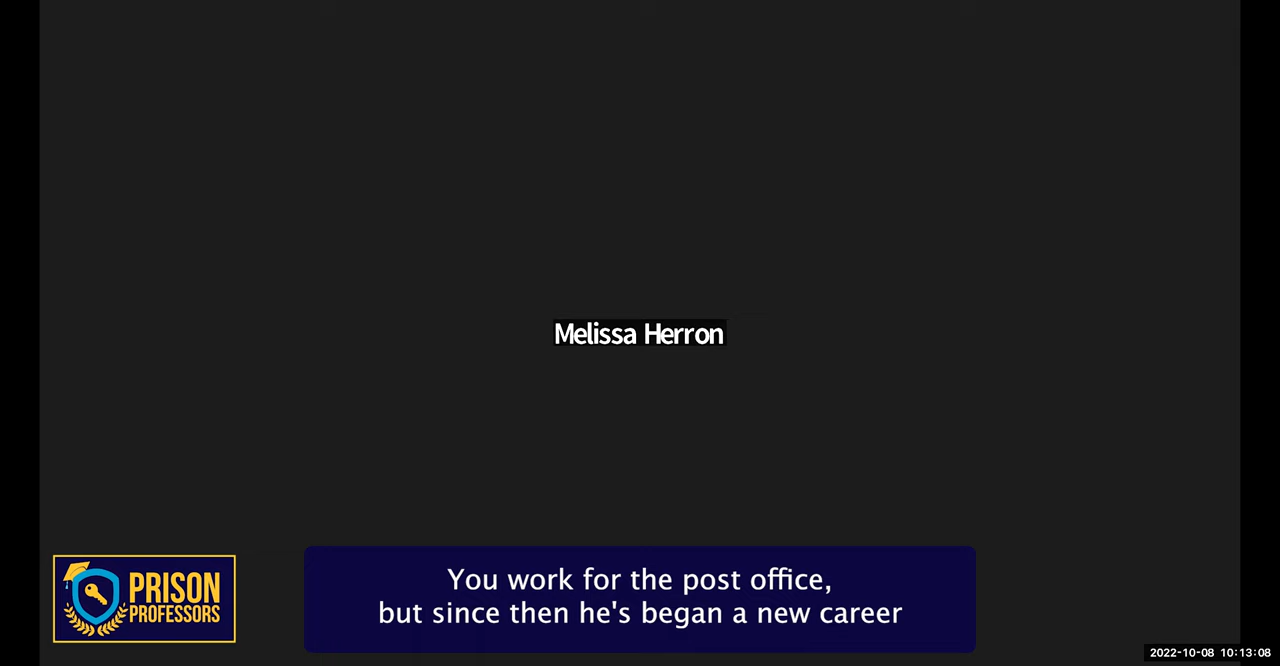 Melissa Herron
PRISON
PROFESSORS
You work for the post office,
but since then he's began a new career
2022-10-08 10:13:08